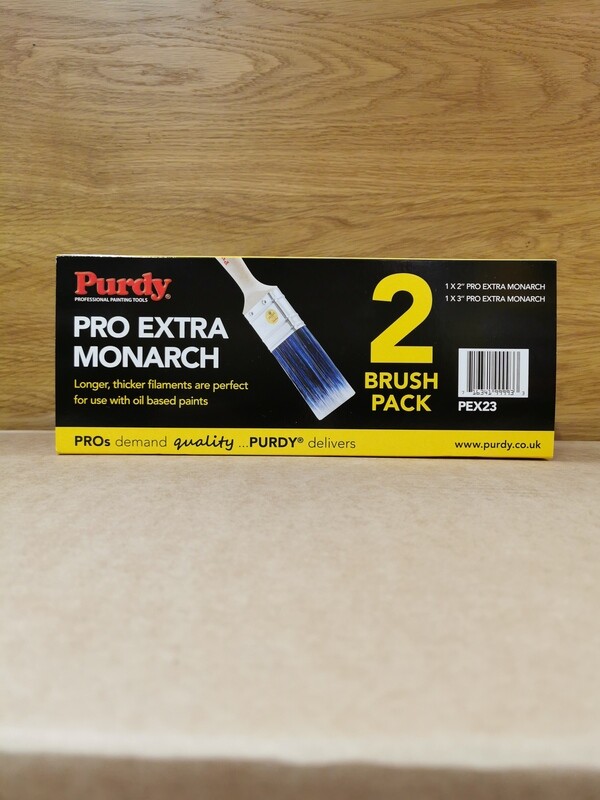 Purdy®
PROFESSIONAL PAINTING TOOLS
PRO EXTRA
MONARCH
Longer, thicker filaments are perfect
for use with oil based paints
2
BRUSH
PACK
1 X 2" PRO EXTRA MONARCH
1 X 3" PRO EXTRA MONARCH
PEX23
PROs demand quality ...PURDY® delivers
www.purdy.co.uk